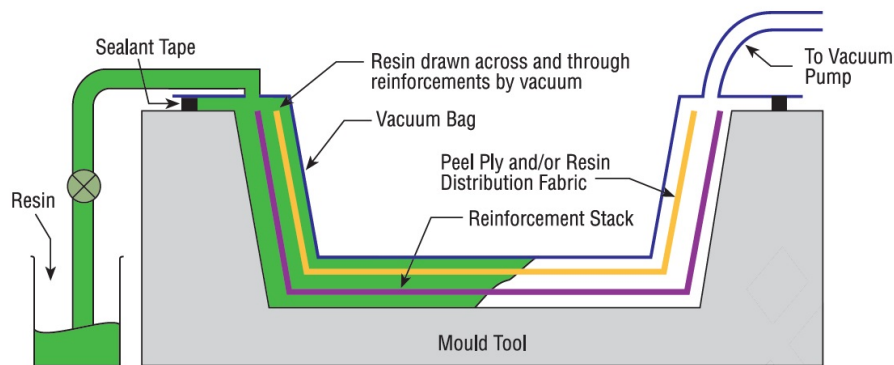 Sealant Tape
Resin drawn across and through
reinforcements by vacuum
To Vacuum
Pump
Vacuum Bag
Peel Ply and/or Resin
Distribution Fabric
Resin
Reinforcement Stack
Mould Tool